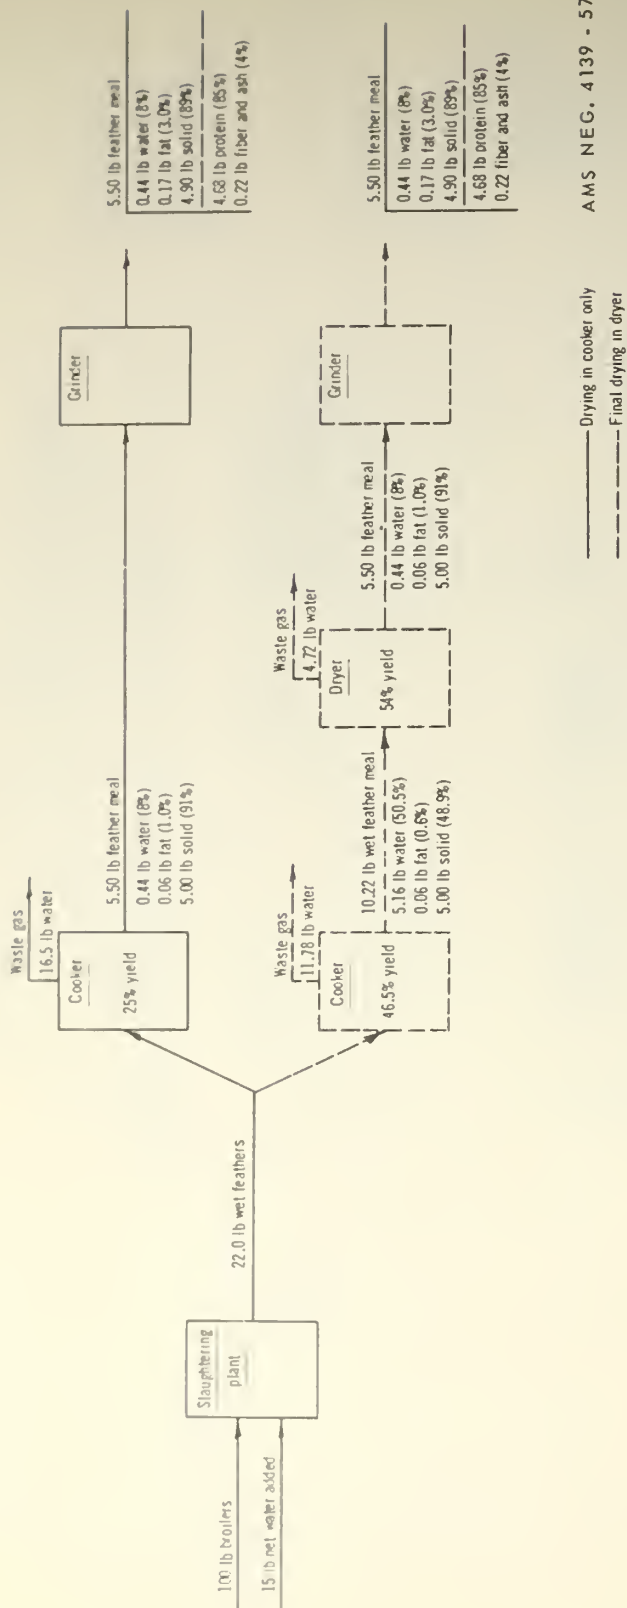 100 lb broilers
15 lb net water added
Slaughtering
plant
22.0 lb wet feathers
Waste gas
16.5 lb water
Cooker
25% yield
5.50 lb feather meal
0.44 lb water (8%)
0.06 lb fat (1.0%)
5.00 lb solid (91%)
Grinder
5.50 lb feather meal
0.44 lb water (8%)
0.17 lb fat (3.0%)
4.90 lb solid (89%)
4.68 lb protein (85%)
0.22 lb fiber and ash (4%)
Waste gas
11.78 lb water
Cooker
46.5% yield
10.22 lb wet feather meal
5.16 lb water (50.5%)
0.06 lb fat (0.6%)
5.00 lb solid (48.9%)
Waste gas
4.72 lb water
Dryer
54% yield
5.50 lb feather meal
0.44 lb water (8%)
0.06 lb fat (1.0%)
5.00 lb solid (91%)
Grinder
5.50 lb feather meal
0.44 lb water (8%)
0.17 lb fat (3.0%)
4.90 lb solid (89%)
4.68 lb protein (85%)
0.22 fiber and ash (4%)
Drying in cooker only
Final drying in dryer
AMS NEG. 4139 - 57